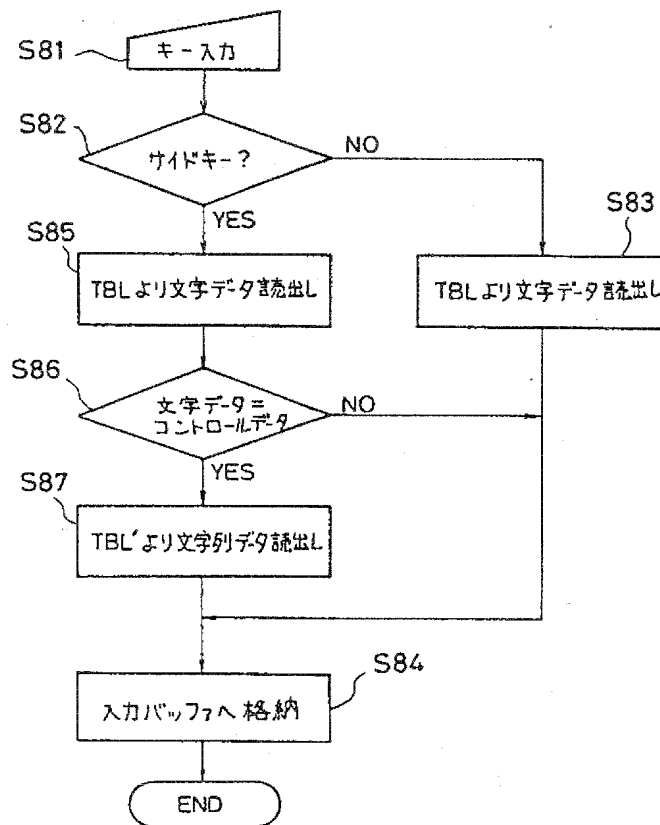 S81
キー入力
S82
サイドキー?
NO
YES
S83
S85
TBLより文字データ読出し
TBLより文字データ読出し
S86
文字データ=
コントロールデータ
NO
YES
S87
TBL'より文字列データ読出し
S84
入力バッファへ格納
END